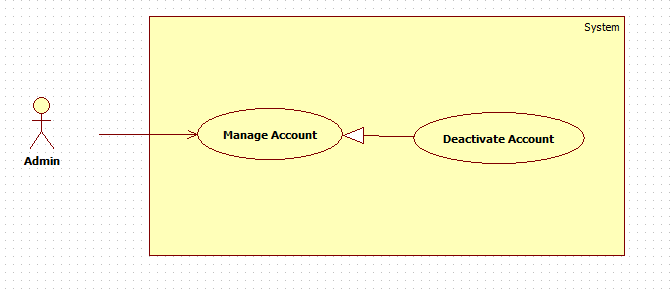 System
Manage Account
Deactivate Account
Admin